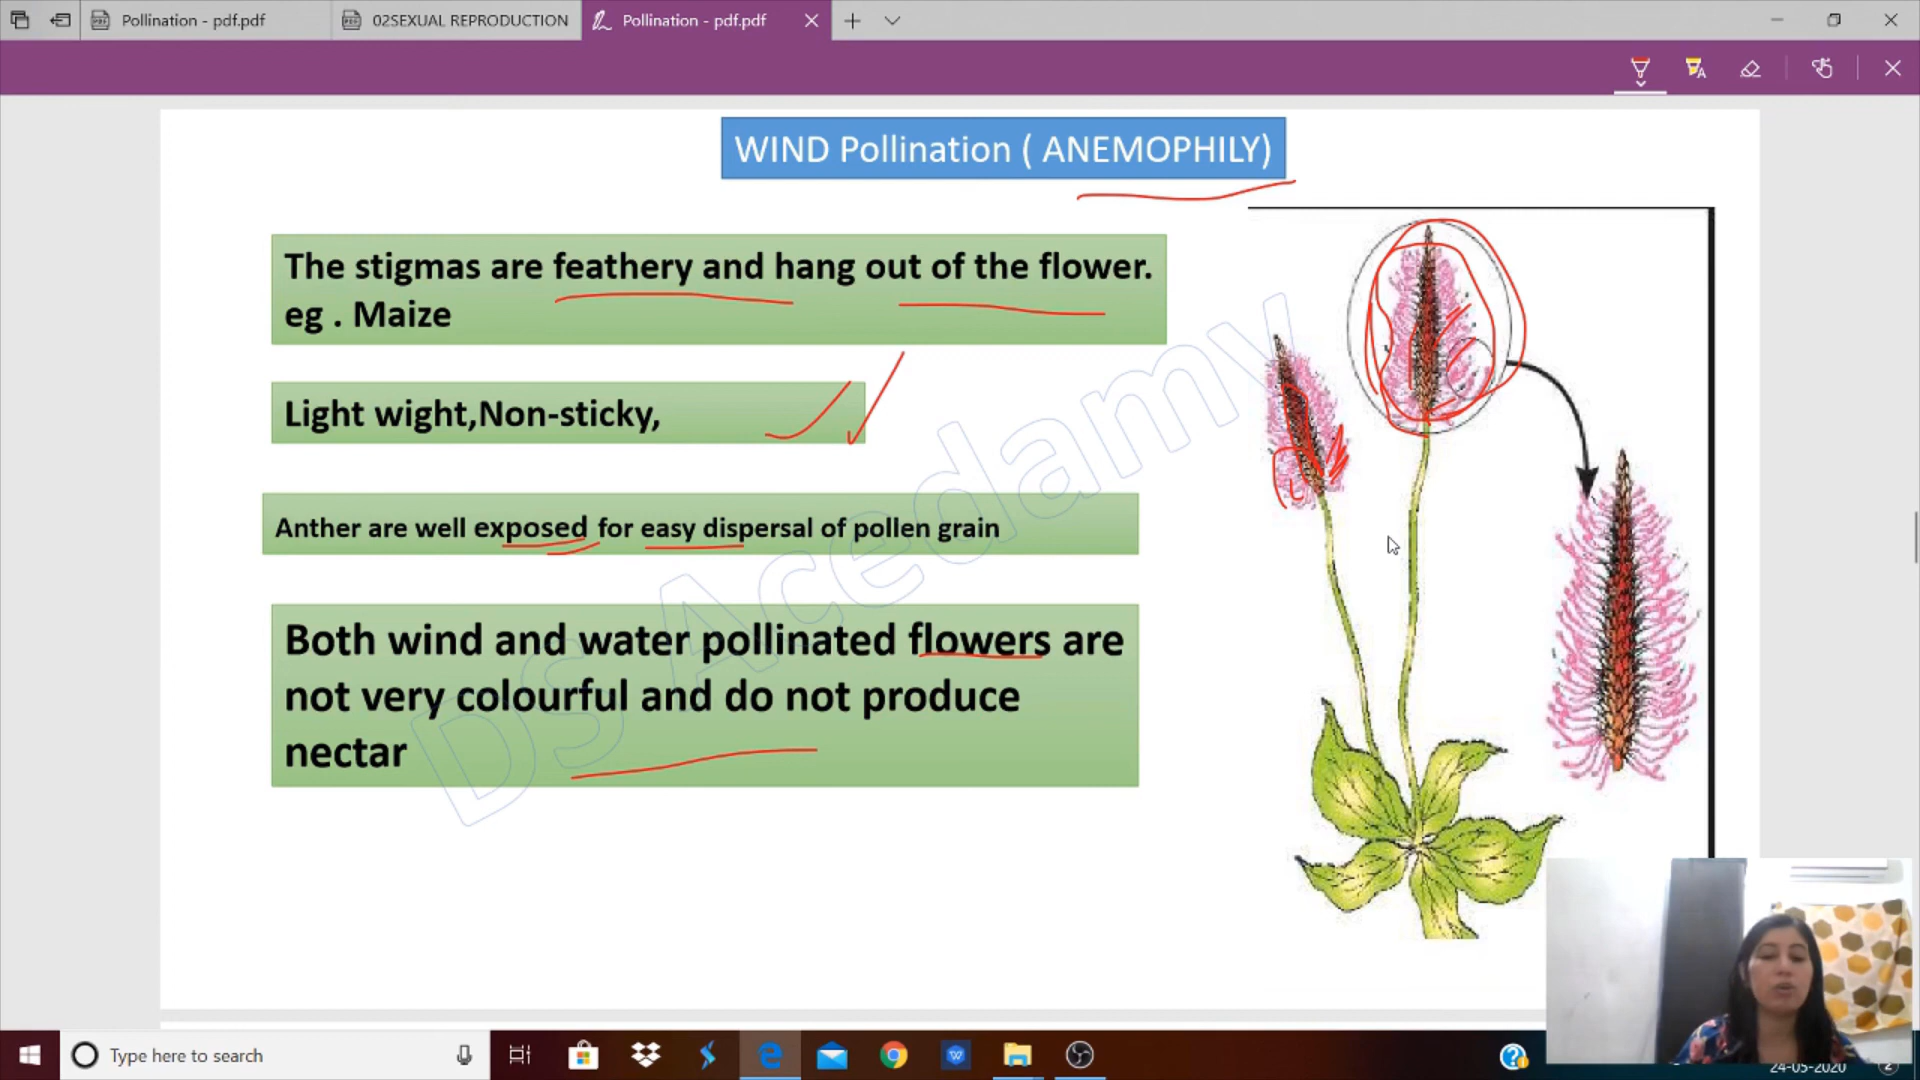 Pollination - pdf.pdf
02SEXUAL REPRODUCTION
Pollination - pdf.pdf
WIND Pollination ( ANEMOPHILY)
The stigmas are feathery and hang out of the flower.
eg . Maize
Light wight,Non-sticky,
Anther are well exposed for easy dispersal of pollen grain
Both wind and water pollinated flowers are
not very colourful and do not produce
nectar
DS Acedamy
Type here to search
24-05-2020